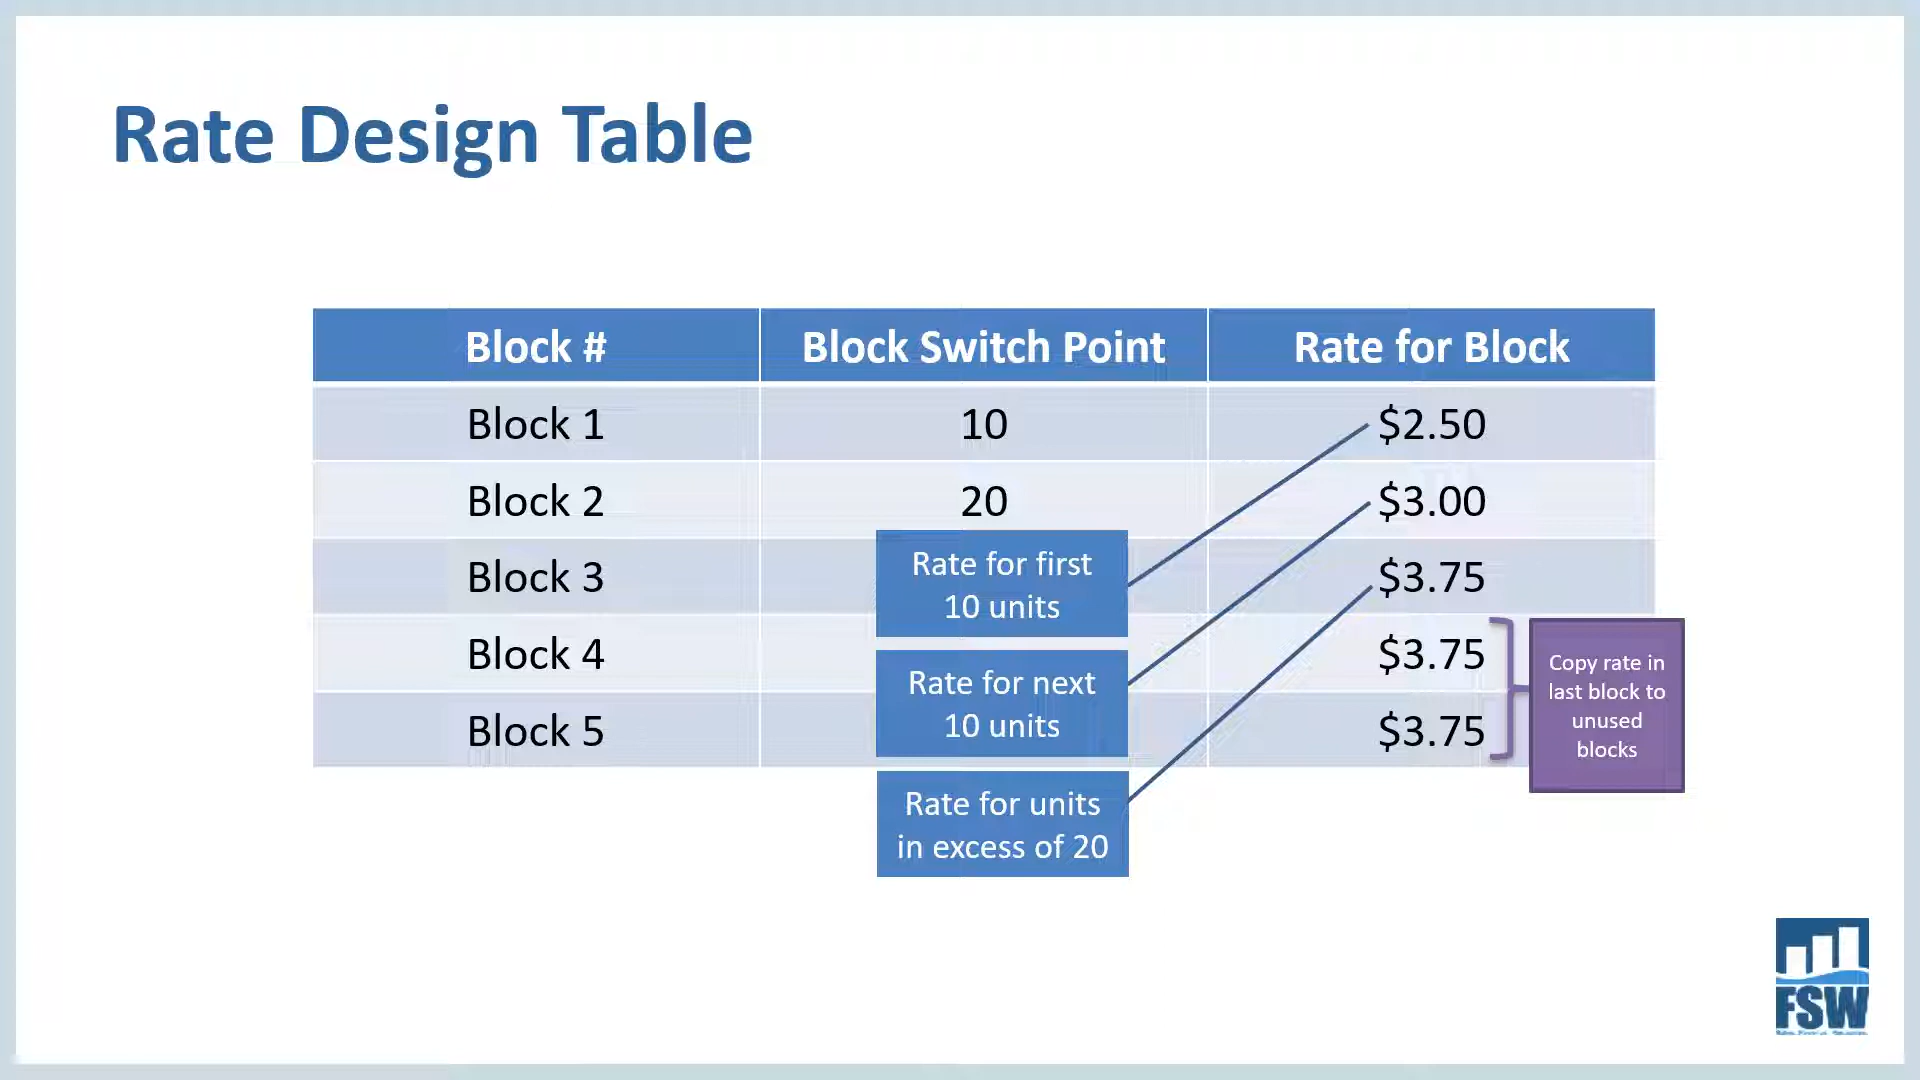 Rate Design Table
Block # Block Switch Point Rate for Block
Block 1 10 $2.50
Block 2 20 $3.00
Block 3 $3.75
Block 4 $3.75
Block 5 $3.75
Rate for first
10 units
Rate for next
10 units
Rate for units
in excess of 20
Copy rate in
last block to
unused
blocks
FSW